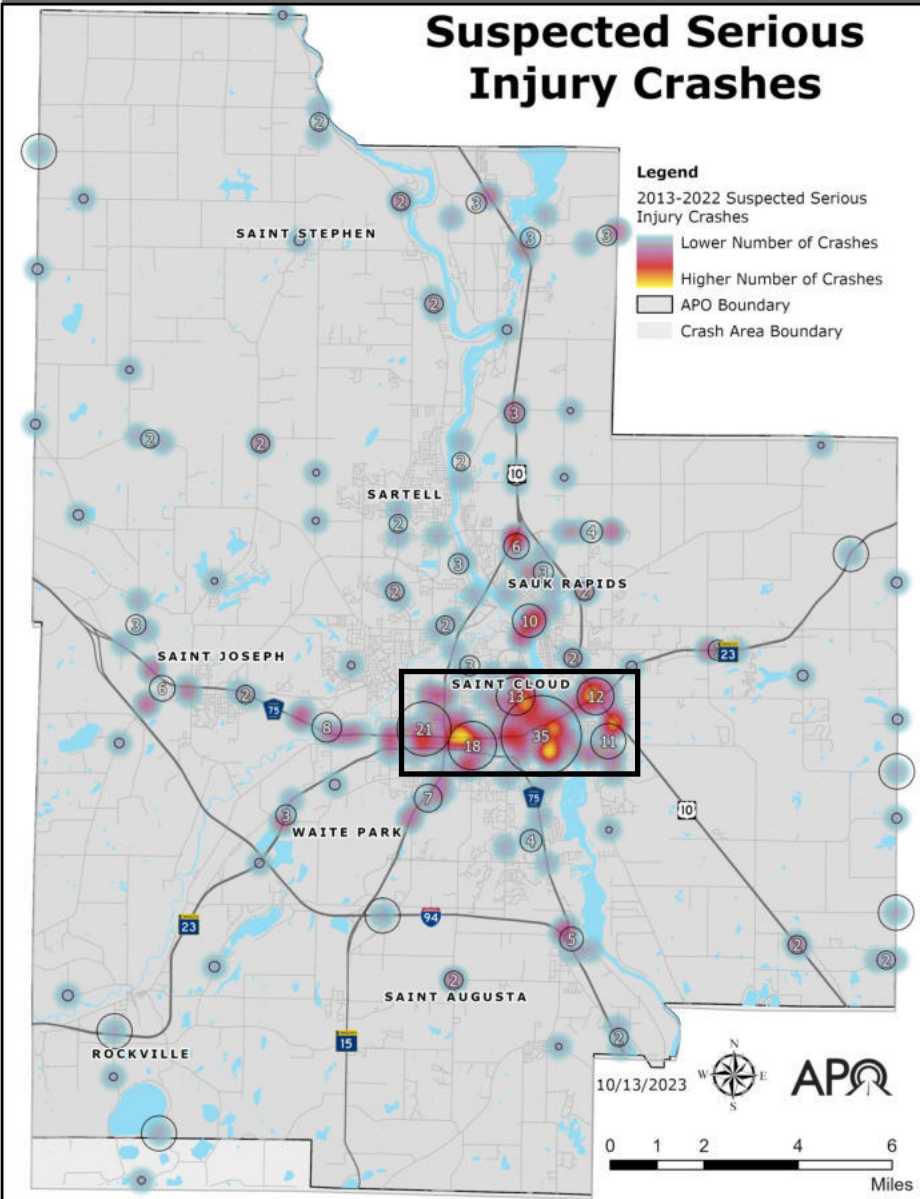 Suspected Serious
Injury Crashes
Legend
2013-2022 Suspected Serious
Injury Crashes
Lower Number of Crashes
Higher Number of Crashes
APO Boundary
Crash Area Boundary
2
2
3
3
3
SAINT STEPHEN
2
3
2
2
2
10
SARTELL
2
4
6
3
3
SAUK RAPIDS
2
2
10
3
2
SAINT JOSEPH
2
3
23
6
2
SAINT CLOUD
13
12
75
8
21
18
35
11
7
75
10
3
WAITE PARK
4
94
23
5
2
2
2
SAINT AUGUSTA
15
2
ROCKVILLE
10/13/2023
N
W
E
S
APO
0
1
2
4
6
Miles